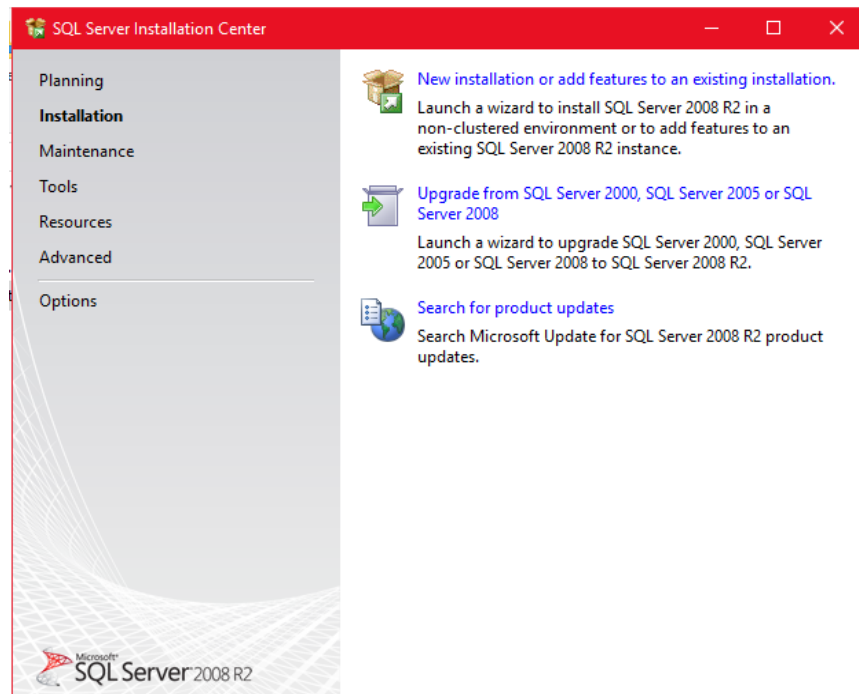 SQL Server Installation Center
Planning
Installation
Maintenance
Tools
Resources
Advanced
Options
New installation or add features to an existing installation.
Launch a wizard to install SQL Server 2008 R2 in a
non-clustered environment or to add features to an
existing SQL Server 2008 R2 instance.
Upgrade from SQL Server 2000, SQL Server 2005 or SQL
Server 2008
Launch a wizard to upgrade SQL Server 2000, SQL Server
2005 or SQL Server 2008 to SQL Server 2008 R2.
Search for product updates
Search Microsoft Update for SQL Server 2008 R2 product
updates.
Microsoft®
SQL Server® 2008 R2